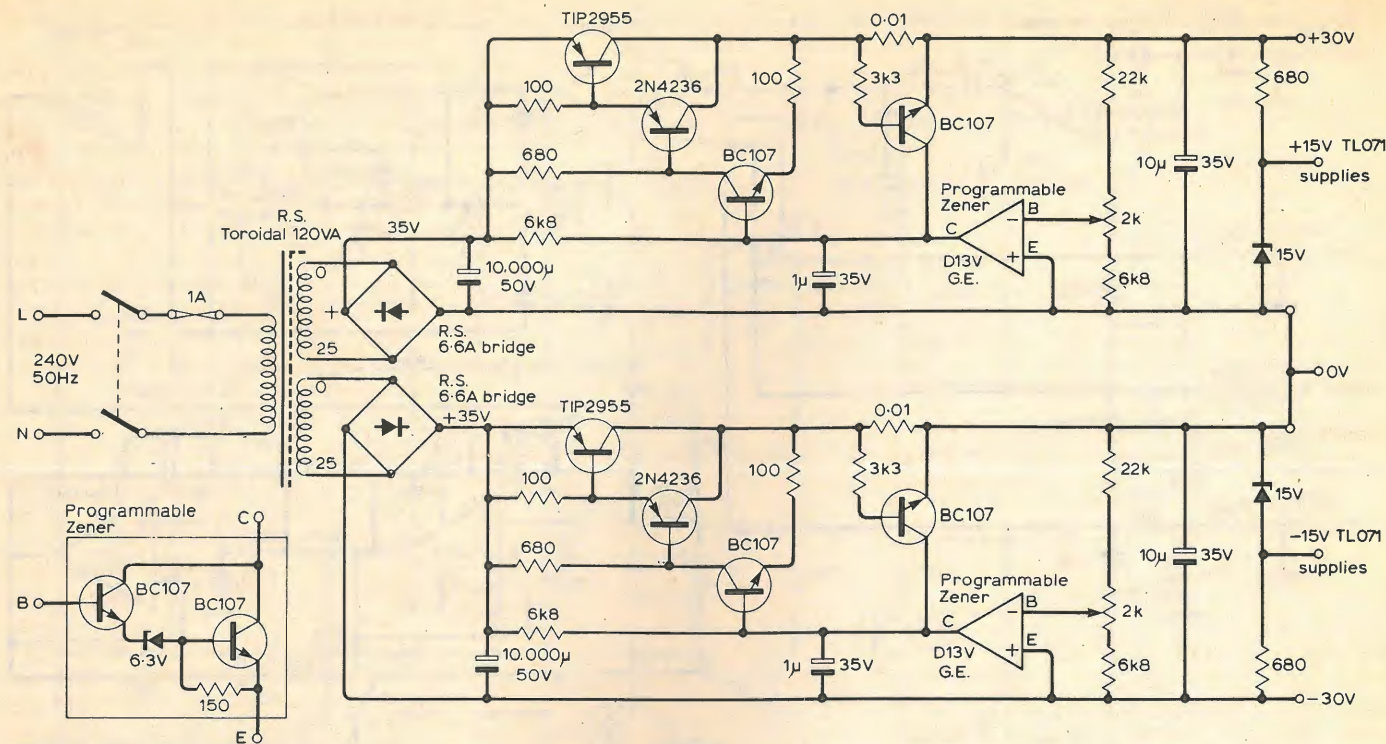 TIP2955
0·01
+30V
100
2N4236
100
3k3
22k
680
BC107
680
BC107
10μ
35V
+15V TL071
supplies
Programmable
Zener
R.S.
Toroidal 120VA
35V
6k8
C
B
−
2k
D13V
G.E.
+
E
15V
10.000μ
50V
1μ
35V
6k8
0
1A
L
+
R.S.
6·6A bridge
240V
50Hz
25
0V
0
R.S.
6·6A bridge
+35V
TIP2955
0·01
N
25
100
2N4236
100
3k3
22k
15V
BC107
680
BC107
10μ
35V
−15V TL071
supplies
Programmable
Zener
6k8
C
B
−
2k
D13V
G.E.
+
E
10.000μ
50V
1μ
35V
6k8
680
−30V
Programmable
Zener
C
B
BC107
BC107
6·3V
150
E